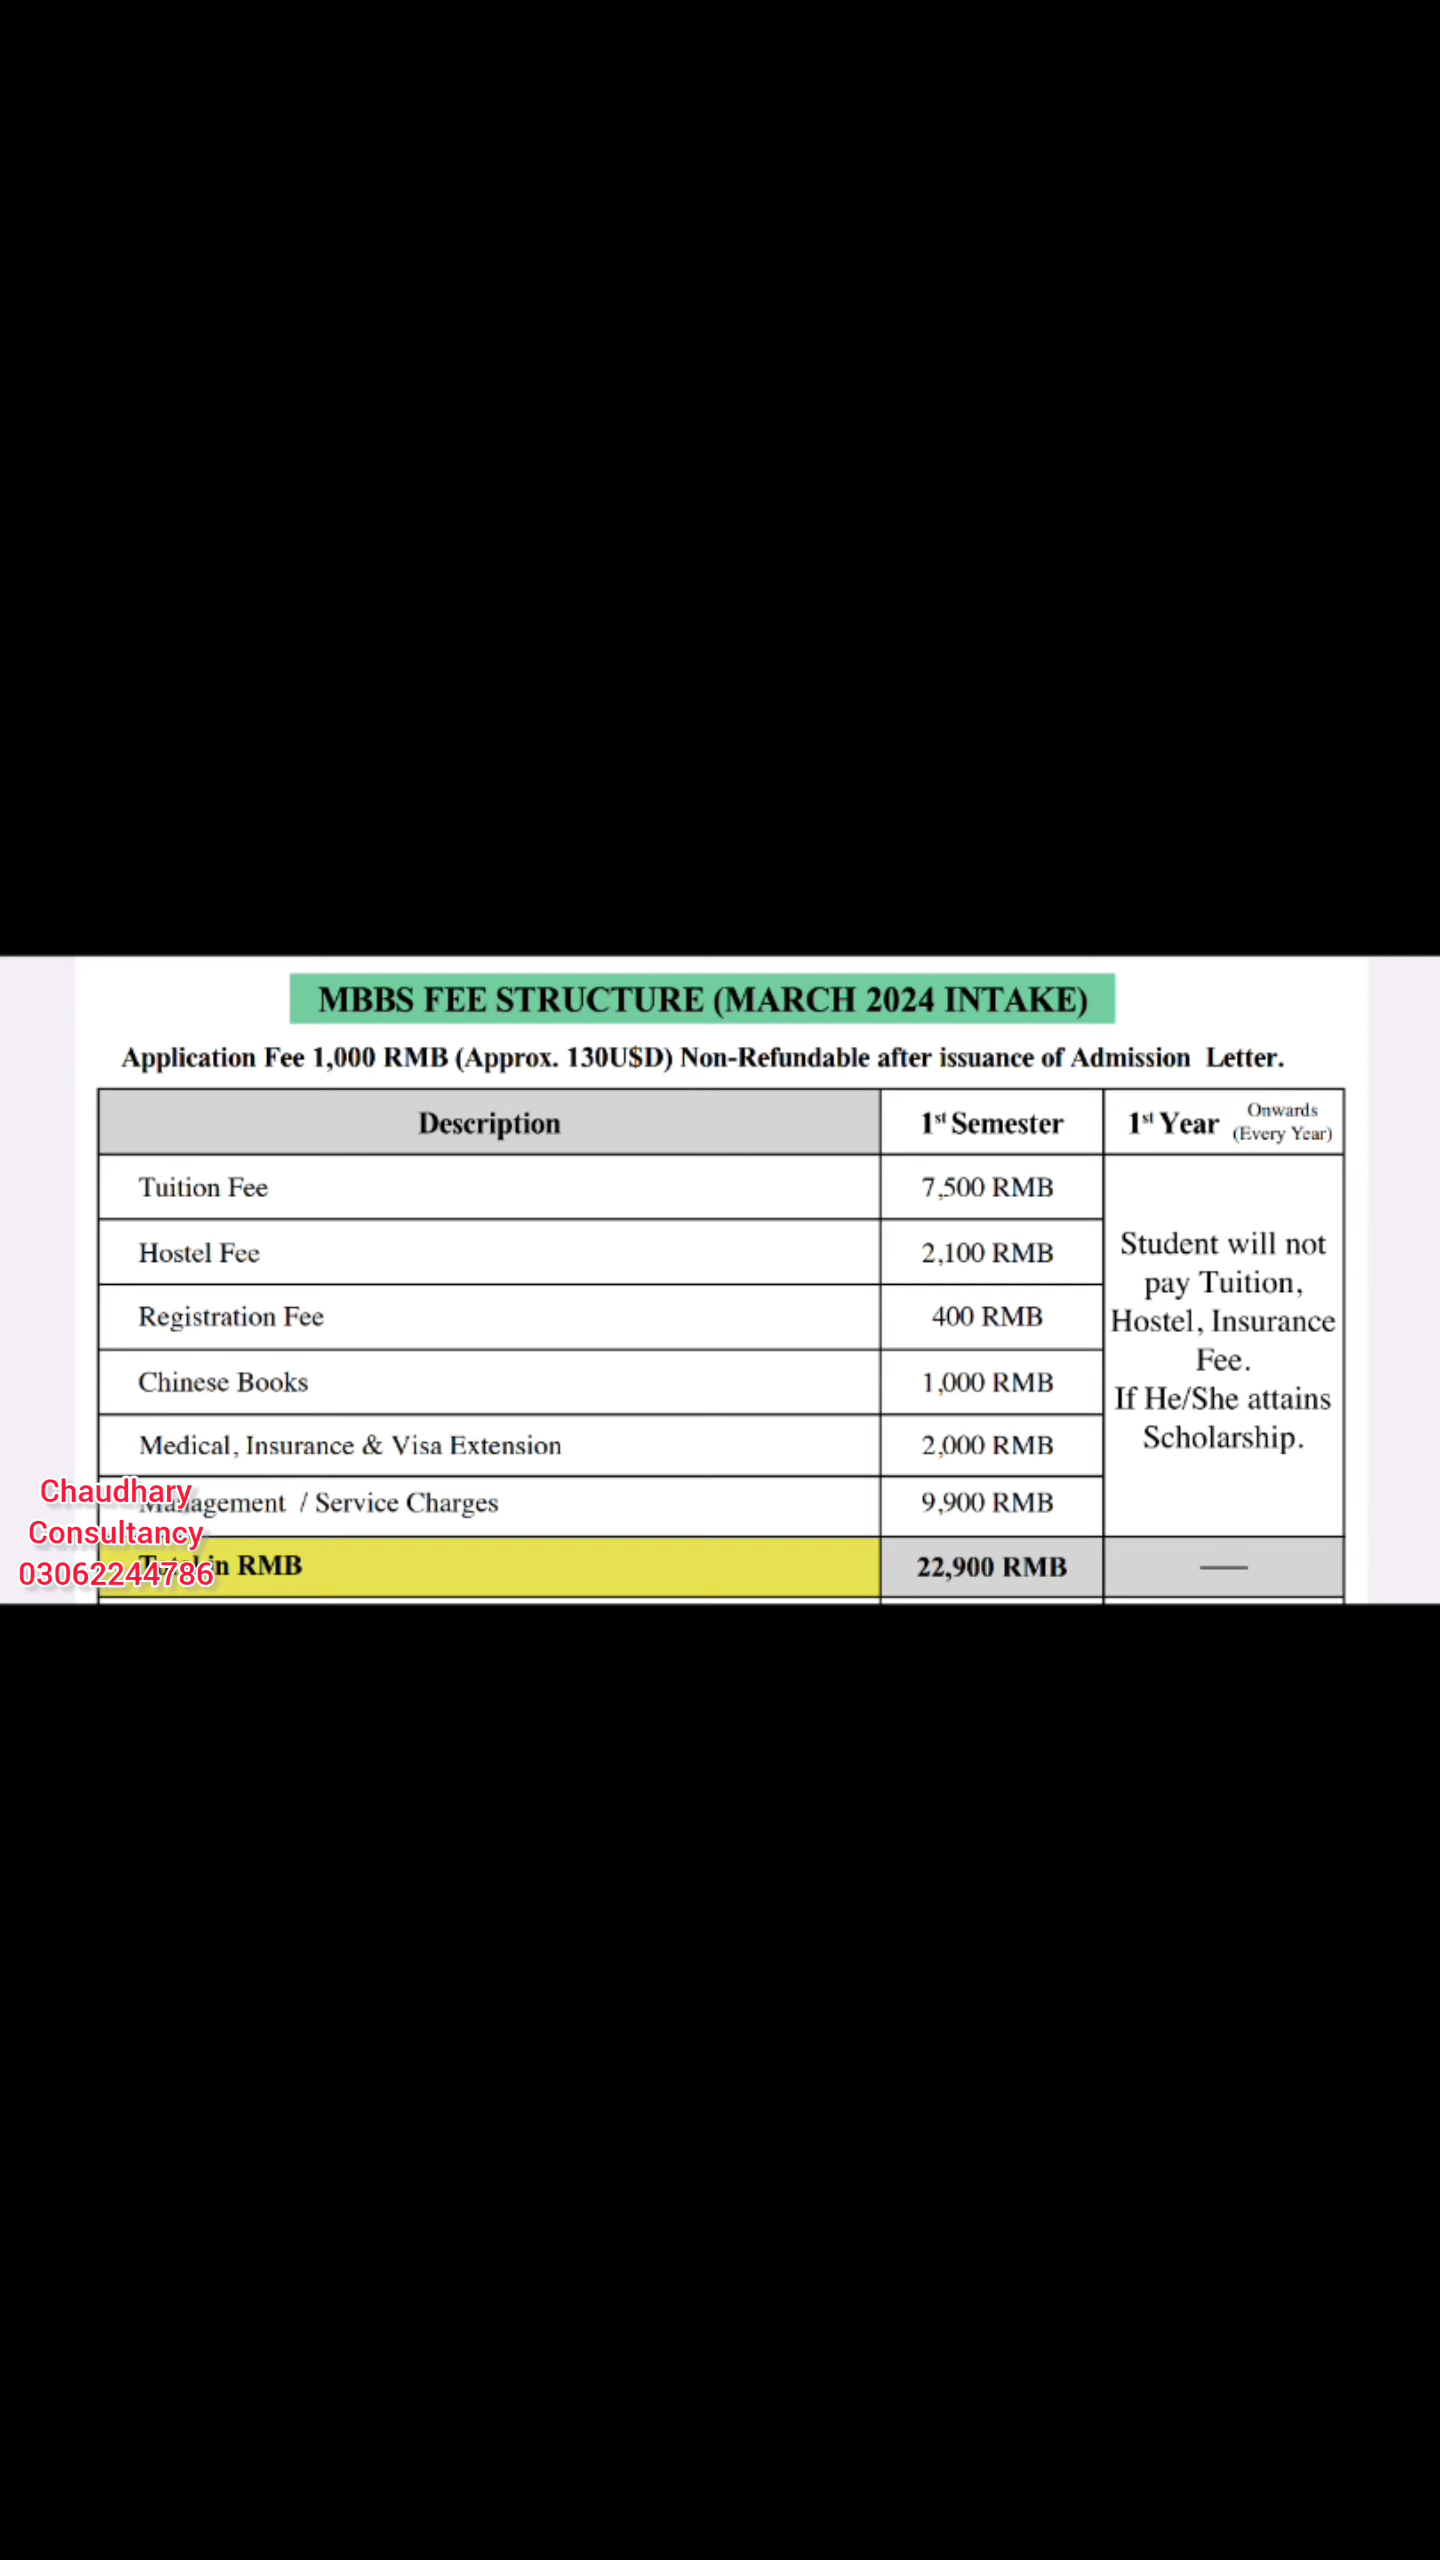 MBBS FEE STRUCTURE (MARCH 2024 INTAKE)
Application Fee 1,000 RMB (Approx. 130U$D) Non-Refundable after issuance of Admission Letter.
Description 1st Semester 1st Year Onwards (Every Year)
Tuition Fee 7,500 RMB
Hostel Fee 2,100 RMB
Registration Fee 400 RMB
Chinese Books 1,000 RMB
Medical, Insurance & Visa Extension 2,000 RMB
Management / Service Charges 9,900 RMB
Student will not
pay Tuition,
Hostel, Insurance
Fee.
If He/She attains
Scholarship.
Total in RMB 22,900 RMB
Chaudhary
Consultancy
03062244786